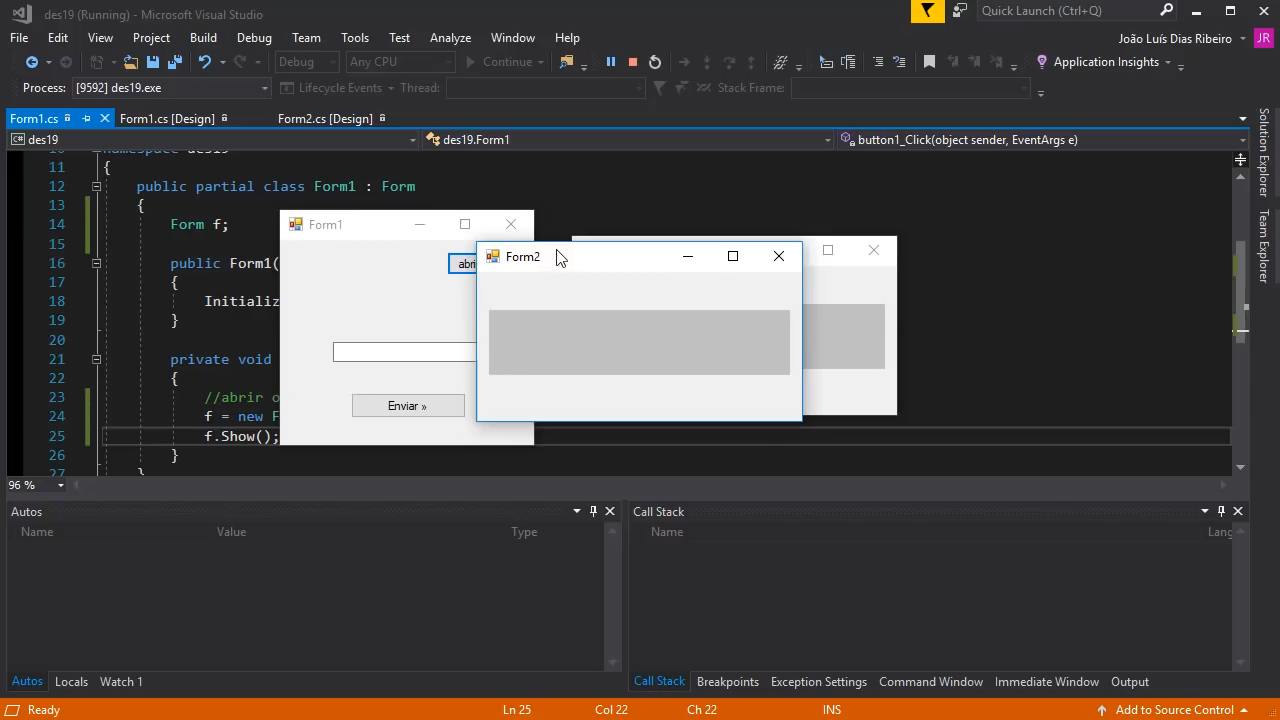 des19 (Running) - Microsoft Visual Studio
Quick Launch (Ctrl+Q)
File Edit View Project Build Debug Team Tools Test Analyze Window Help
João Luís Dias Ribeiro JR
Debug Any CPU Continue Application Insights
Process: [9592] des19.exe Lifecycle Events Thread: Stack Frame:
Form1.cs Form1.cs [Design] Form2.cs [Design]
des19 des19.Form1 button1_Click(object sender, EventArgs e)
11 {
12 public partial class Form1 : Form
13 {
14 Form f;
15
16 public Form1(
17 {
18
19 }
20
21 private void
22 {
23 //abrir
24 f = new
25 f.Show();
26 }
27 }
Form1
Enviar »
Form2
Solution Explorer
Team Explorer
96 %
Autos
Name Value Type
Autos Locals Watch 1
Call Stack
Name
Call Stack Breakpoints Exception Settings Command Window Immediate Window Output
Ready Ln 25 Col 22 Ch 22 INS Add to Source Control